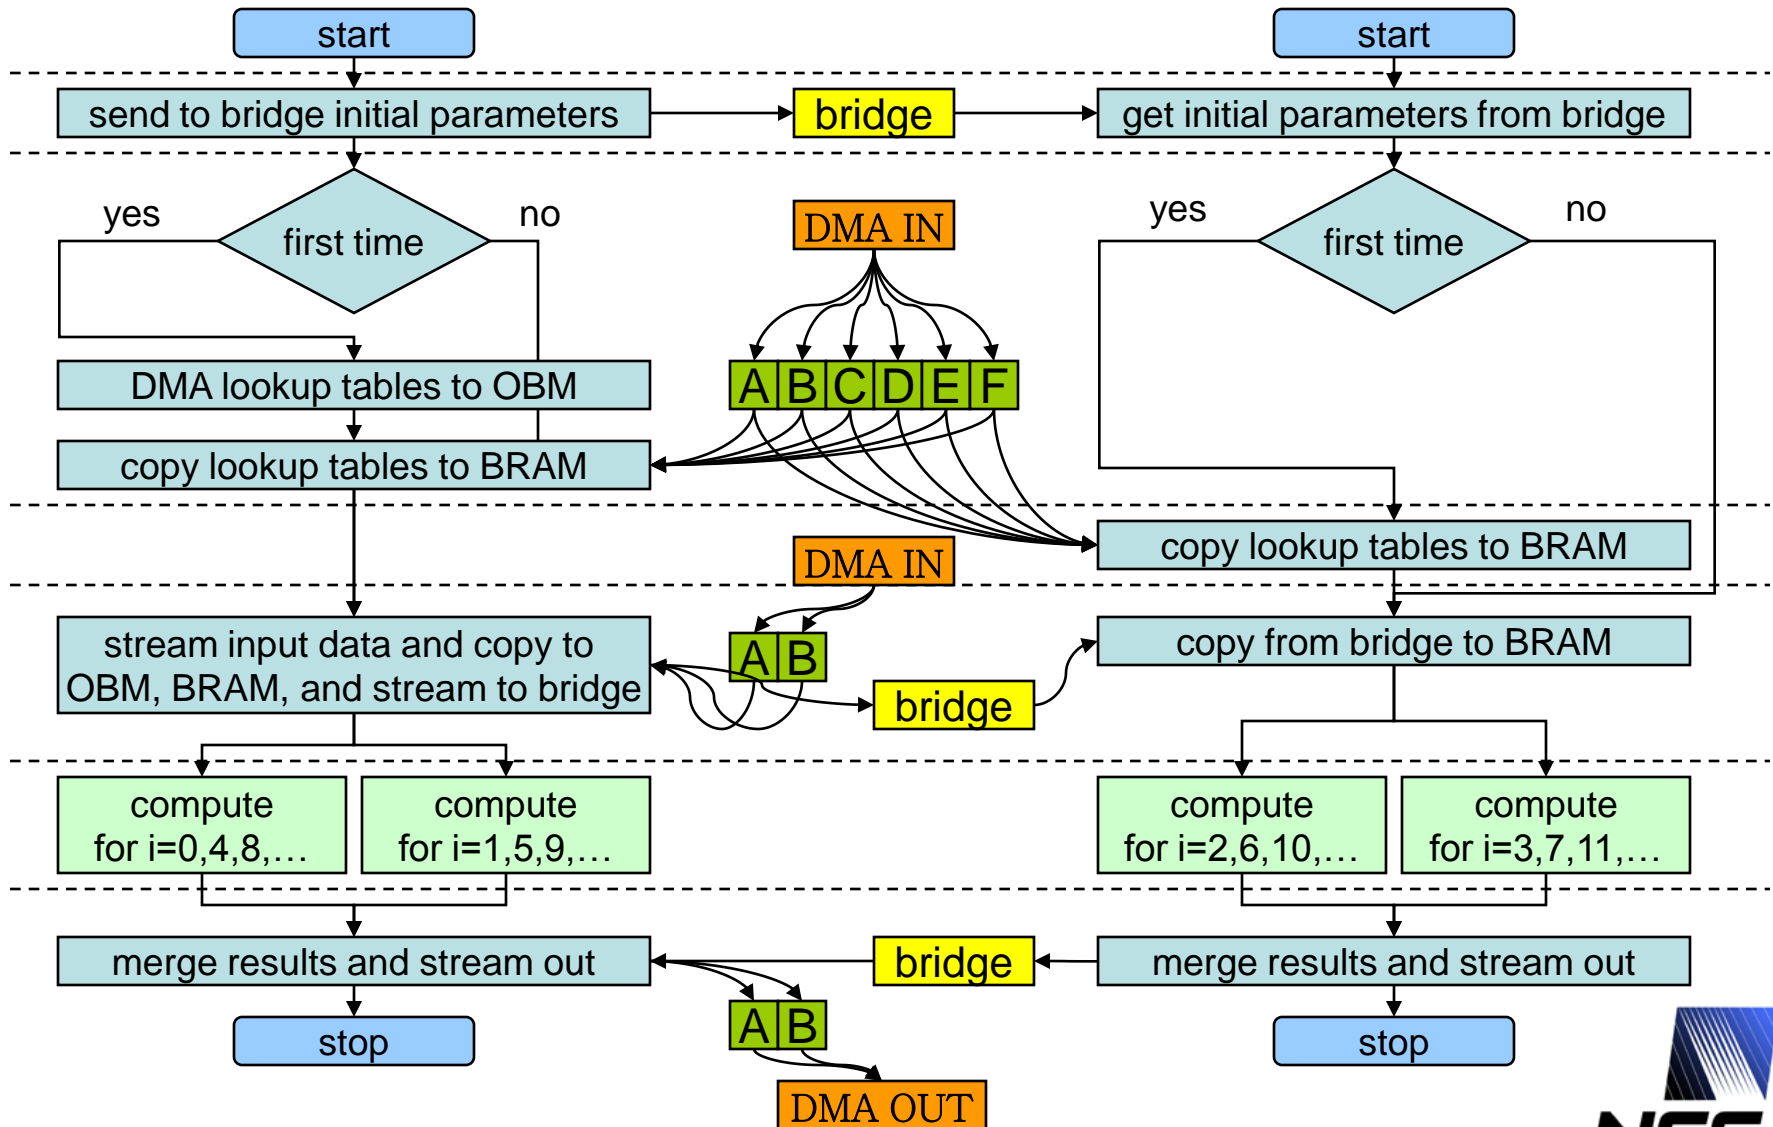 start
start
send to bridge initial parameters
bridge
get initial parameters from bridge
yes
no
first time
DMA IN
yes
no
first time
DMA lookup tables to OBM
A B C D E F
copy lookup tables to BRAM
copy lookup tables to BRAM
DMA IN
stream input data and copy to
OBM, BRAM, and stream to bridge
A B
bridge
copy from bridge to BRAM
compute
for i=0,4,8,…
compute
for i=1,5,9,…
compute
for i=2,6,10,…
compute
for i=3,7,11,…
merge results and stream out
bridge
merge results and stream out
A B
stop
stop
DMA OUT